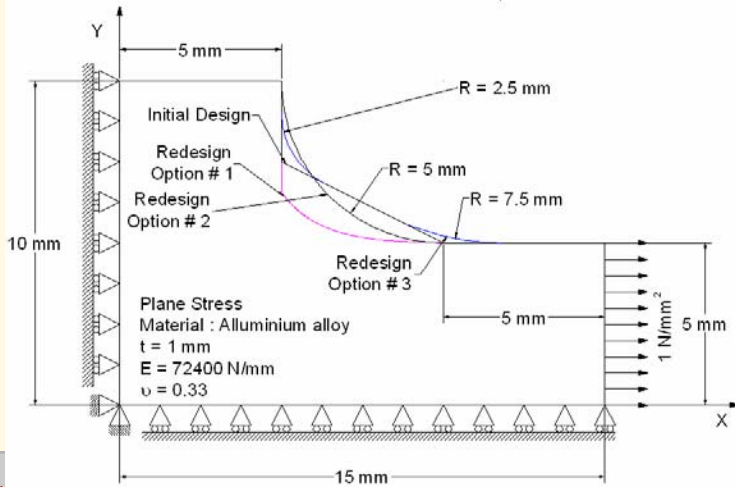 Y
5 mm
R = 2.5 mm
Initial Design
Redesign
Option # 1
R = 5 mm
Redesign
Option # 2
R = 7.5 mm
10 mm
Redesign
Option # 3
Plane Stress
Material : Alluminium alloy
t = 1 mm
E = 72400 N/mm
υ = 0.33
5 mm
1 N/mm²
5 mm
X
15 mm